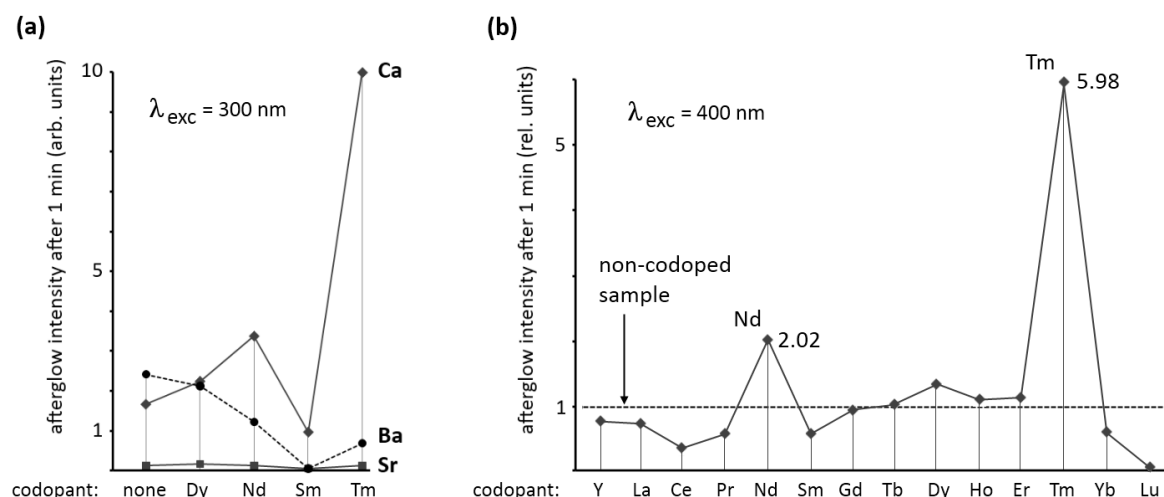 (a)
afterglow intensity after 1 min (arb. units)
10
5
1
λ exc = 300 nm
Ca
Ba
Sr
codopant: none Dy Nd Sm Tm
(b)
afterglow intensity after 1 min (rel. units)
5
1
λ exc = 400 nm
Tm
5.98
non-codoped
sample
Nd
2.02
codopant: Y La Ce Pr Nd Sm Gd Tb Dy Ho Er Tm Yb Lu